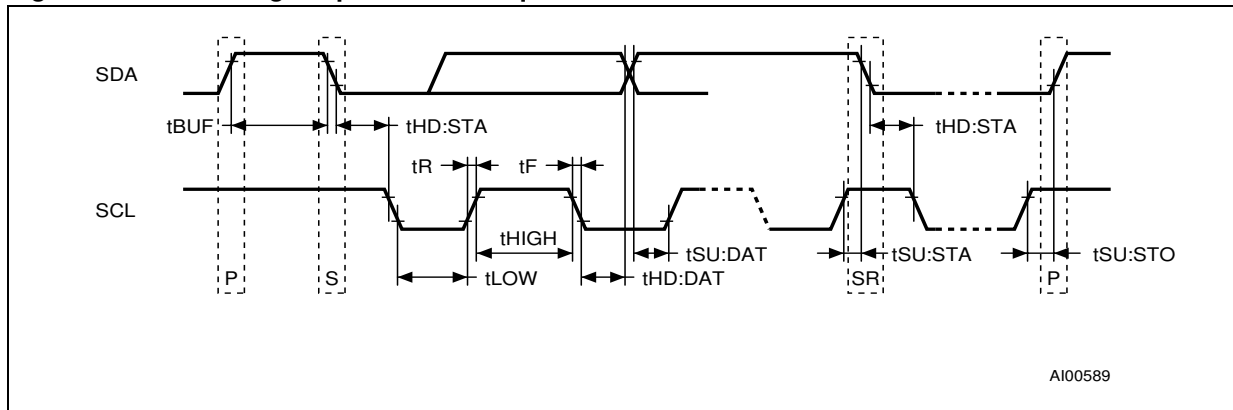 SDA
tBUF
tHD:STA
tHD:STA
tR
tF
SCL
tHIGH
tSU:DAT
tSU:STA
tSU:STO
P
S
tLOW
tHD:DAT
SR
P
AI00589